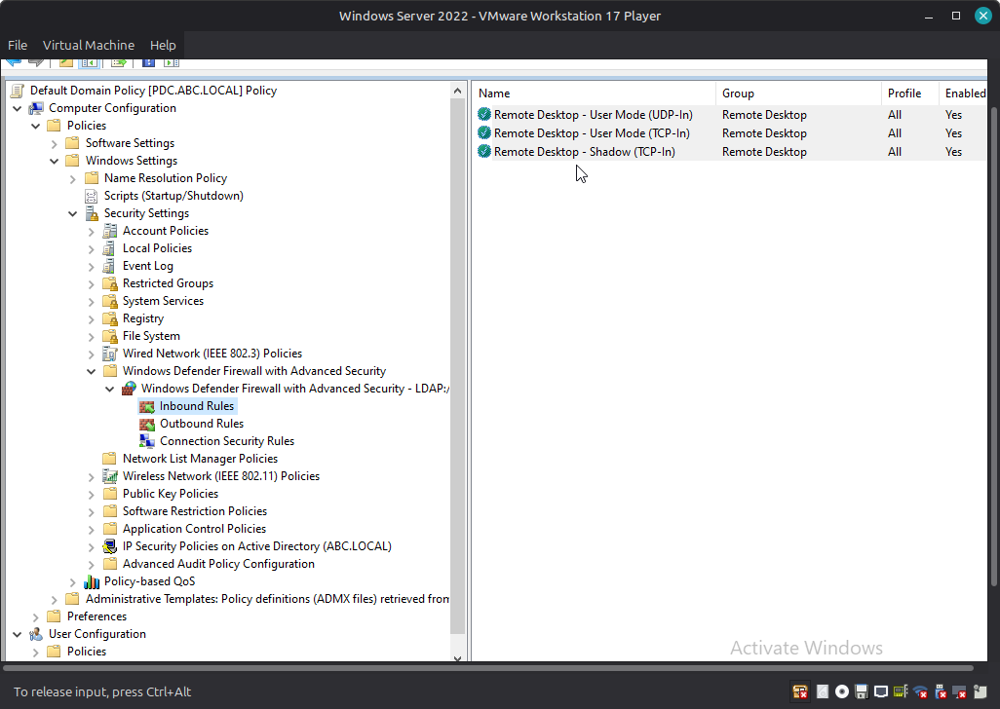 Windows Server 2022 - VMware Workstation 17 Player
File Virtual Machine Help
Default Domain Policy [PDC.ABC.LOCAL] Policy
Computer Configuration
Policies
Software Settings
Windows Settings
Name Resolution Policy
Scripts (Startup/Shutdown)
Security Settings
Account Policies
Local Policies
Event Log
Restricted Groups
System Services
Registry
File System
Wired Network (IEEE 802.3) Policies
Windows Defender Firewall with Advanced Security
Windows Defender Firewall with Advanced Security - LDAP:/
Inbound Rules
Outbound Rules
Connection Security Rules
Network List Manager Policies
Wireless Network (IEEE 802.11) Policies
Public Key Policies
Software Restriction Policies
Application Control Policies
IP Security Policies on Active Directory (ABC.LOCAL)
Advanced Audit Policy Configuration
Policy-based QoS
Administrative Templates: Policy definitions (ADMX files) retrieved from
Preferences
User Configuration
Policies
Name Group Profile Enabled
Remote Desktop - User Mode (UDP-In) Remote Desktop All Yes
Remote Desktop - User Mode (TCP-In) Remote Desktop All Yes
Remote Desktop - Shadow (TCP-In) Remote Desktop All Yes
Activate Windows
To release input, press Ctrl+Alt